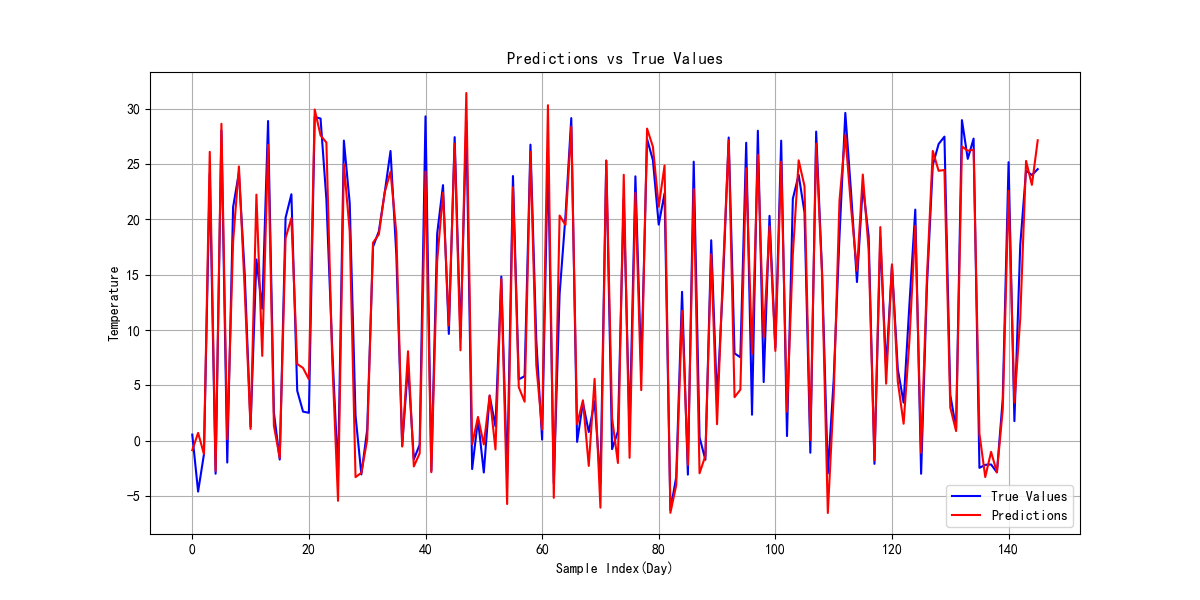 Predictions vs True Values
Temperature
30
25
20
15
10
5
0
−5
0 20 40 60 80 100 120 140
Sample Index(Day)
True Values
Predictions